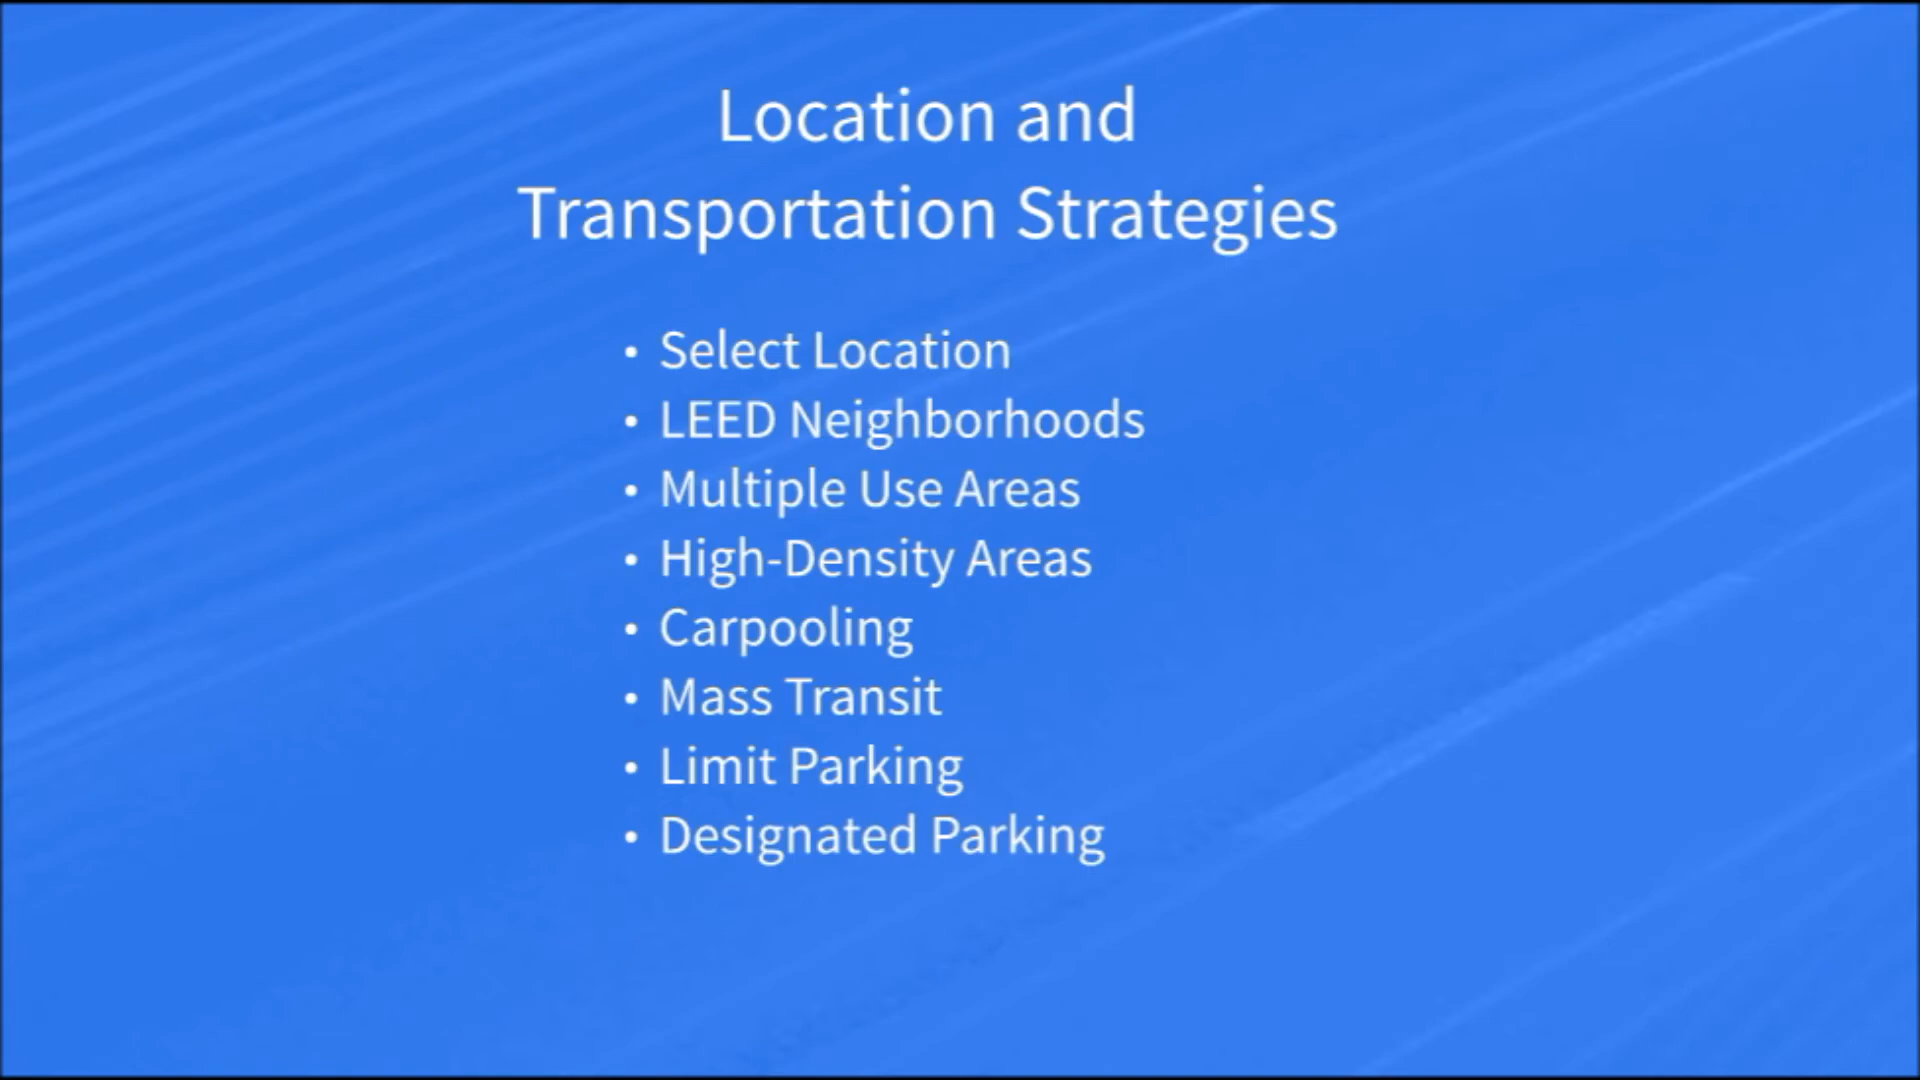 Location and
Transportation Strategies
• Select Location
• LEED Neighborhoods
• Multiple Use Areas
• High-Density Areas
• Carpooling
• Mass Transit
• Limit Parking
• Designated Parking